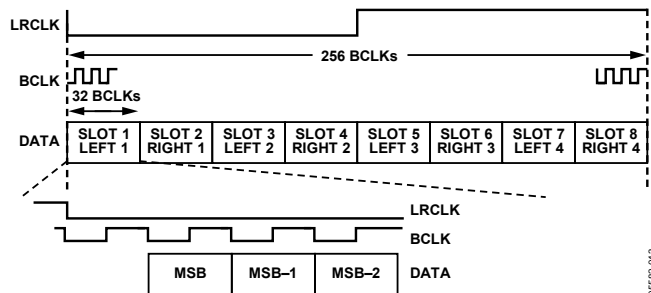 LRCLK
256 BCLKs
BCLK
32 BCLKs
DATA
SLOT 1 LEFT 1
SLOT 2 RIGHT 1
SLOT 3 LEFT 2
SLOT 4 RIGHT 2
SLOT 5 LEFT 3
SLOT 6 RIGHT 3
SLOT 7 LEFT 4
SLOT 8 RIGHT 4
LRCLK
BCLK
MSB
MSB–1
MSB–2
DATA